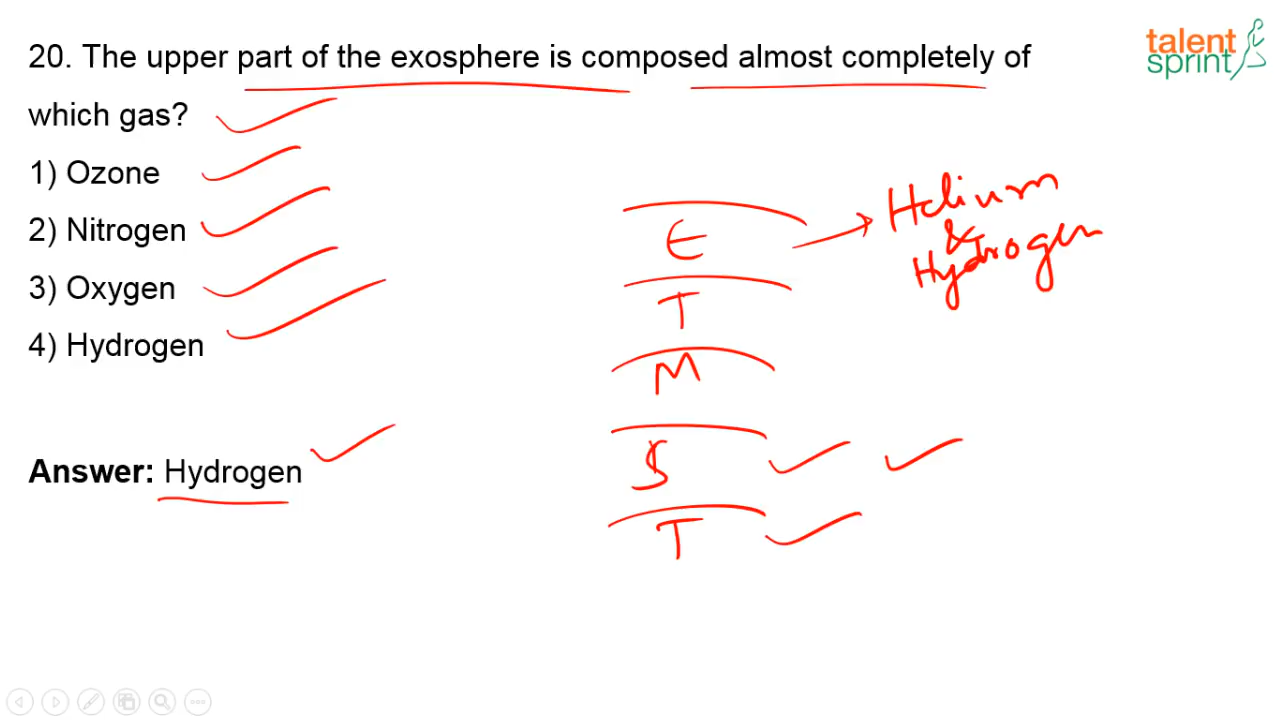 20. The upper part of the exosphere is composed almost completely of
which gas?
1) Ozone
2) Nitrogen
3) Oxygen
4) Hydrogen
Answer: Hydrogen
talent
sprint
Helium
&
Hydrogen
E
T
M
S
T